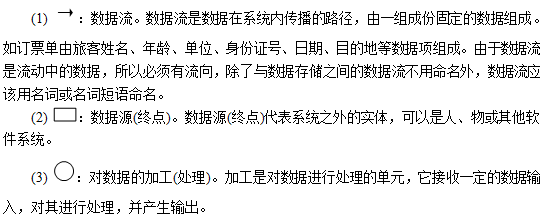 (1) →：数据流。数据流是数据在系统内传播的路径，由一组成份固定的数据组成。
如订票单由旅客姓名、年龄、单位、身份证号、日期、目的地等数据项组成。由于数据流
是流动中的数据，所以必须有流向，除了与数据存储之间的数据流不用命名外，数据流应
该用名词或名词短语命名。
(2) ：数据源(终点)。数据源(终点)代表系统之外的实体，可以是人、物或其他软
件系统。
(3) ：对数据的加工(处理)。加工是对数据进行处理的单元，它接收一定的数据输
入，对其进行处理，并产生输出。